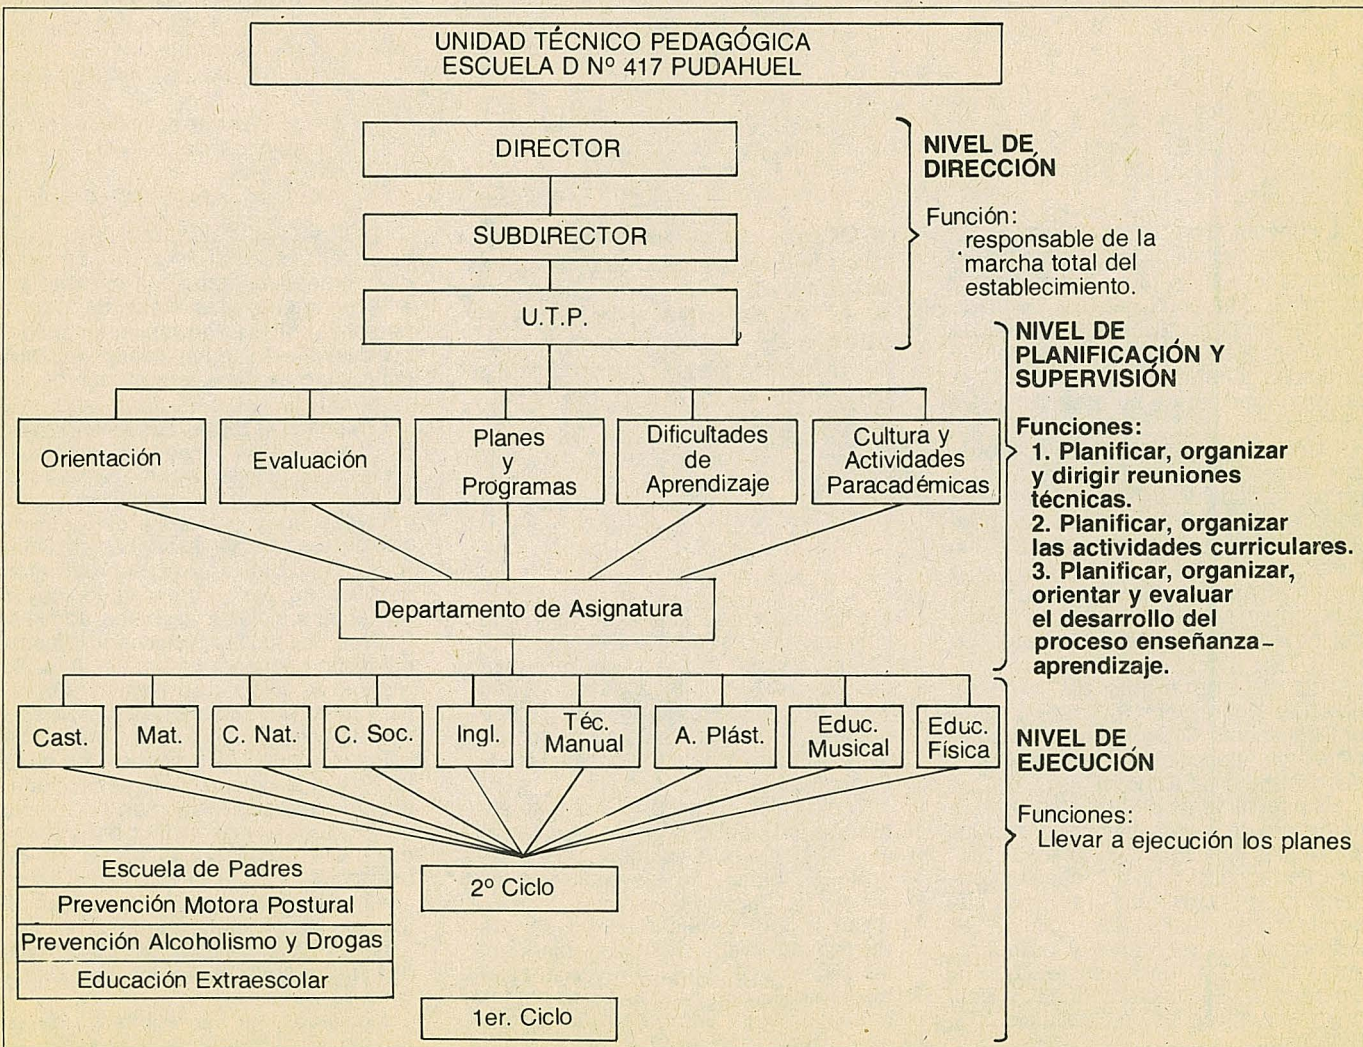 UNIDAD TÉCNICO PEDAGÓGICA
ESCUELA D Nº 417 PUDAHUEL
DIRECTOR
SUBDIRECTOR
U.T.P.
NIVEL DE
DIRECCIÓN
Función:
responsable de la
marcha total del
establecimiento.
Orientación
Evaluación
Planes
y
Programas
Dificultades
de
Aprendizaje
Cultura y
Actividades
Paracadémicas
Departamento de Asignatura
NIVEL DE
PLANIFICACIÓN Y
SUPERVISIÓN
Funciones:
1. Planificar, organizar
y dirigir reuniones
técnicas.
2. Planificar, organizar
las actividades curriculares.
3. Planificar, organizar,
orientar y evaluar
el desarrollo del
proceso enseñanza–
aprendizaje.
Cast.
Mat.
C. Nat.
C. Soc.
Ingl.
Téc.
Manual
A. Plást.
Educ.
Musical
Educ.
Física
NIVEL DE
EJECUCIÓN
Funciones:
Llevar a ejecución los planes
Escuela de Padres
Prevención Motora Postural
Prevención Alcoholismo y Drogas
Educación Extraescolar
2º Ciclo
1er. Ciclo